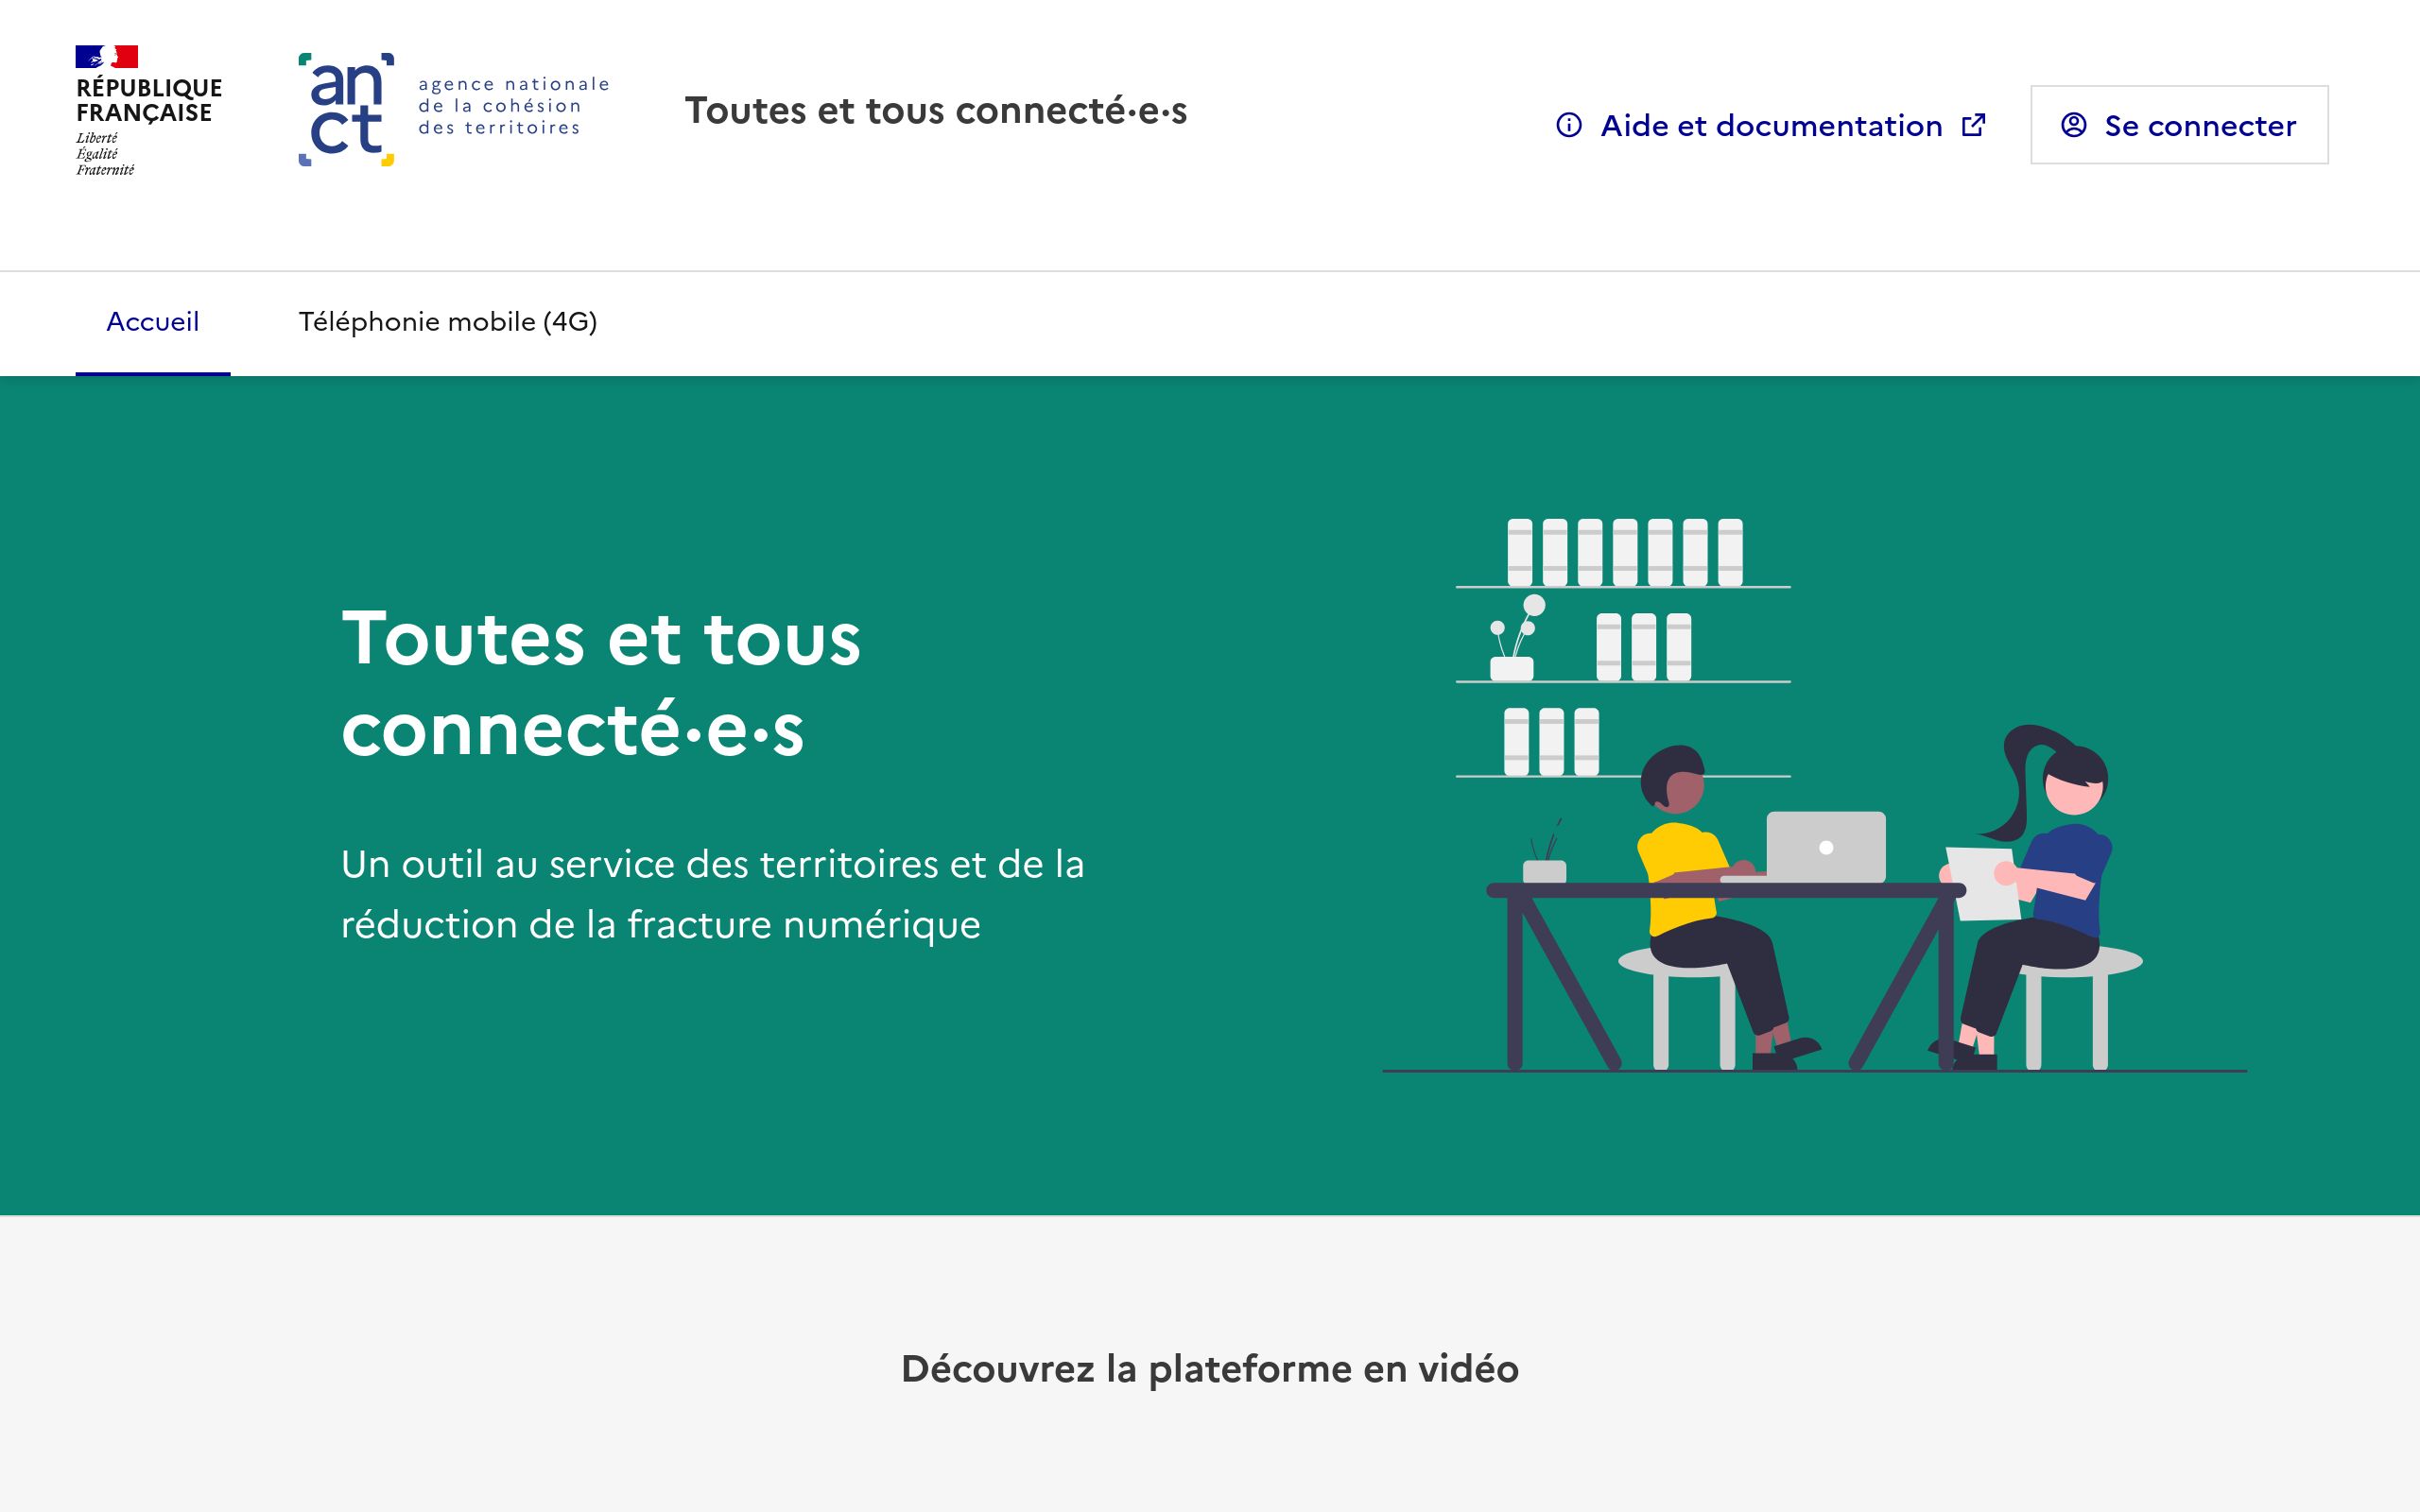 RÉPUBLIQUE
FRANÇAISE
Liberté
Égalité
Fraternité
anct
agence nationale
de la cohésion
des territoires
Toutes et tous connecté·e·s
Aide et documentation
Se connecter
Accueil
Téléphonie mobile (4G)
Toutes et tous
connecté·e·s
Un outil au service des territoires et de la
réduction de la fracture numérique
Découvrez la plateforme en vidéo